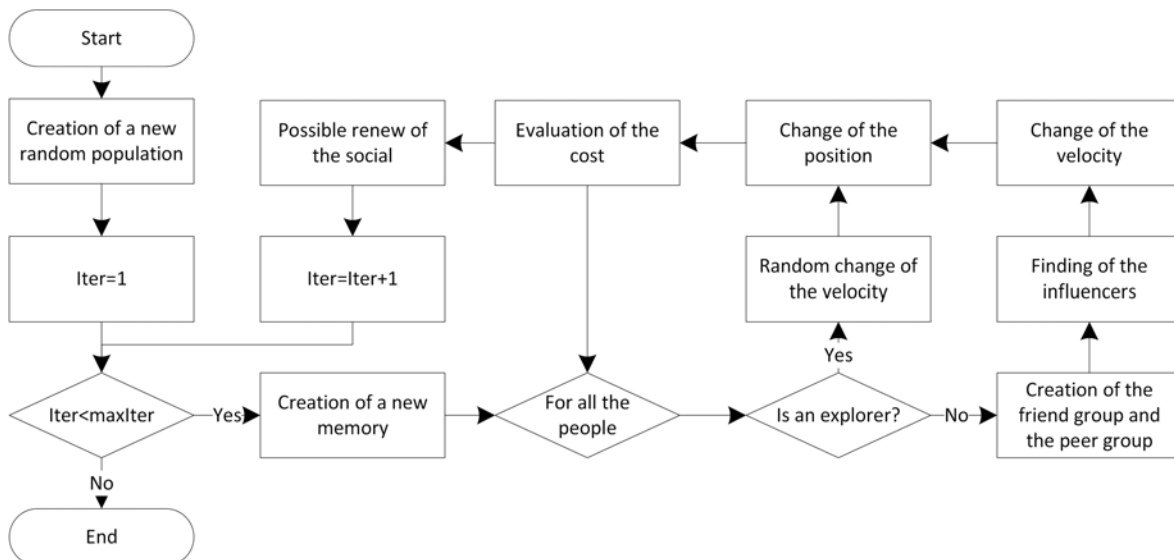 Start
Creation of a new
random population
Possible renew of
the social
Evaluation of the
cost
Change of the
position
Change of the
velocity
Iter=1
Iter=Iter+1
Random change of
the velocity
Finding of the
influencers
Yes
Iter<maxIter
Yes
Creation of a new
memory
For all the
people
Is an explorer?
No
Creation of the
friend group and
the peer group
No
End